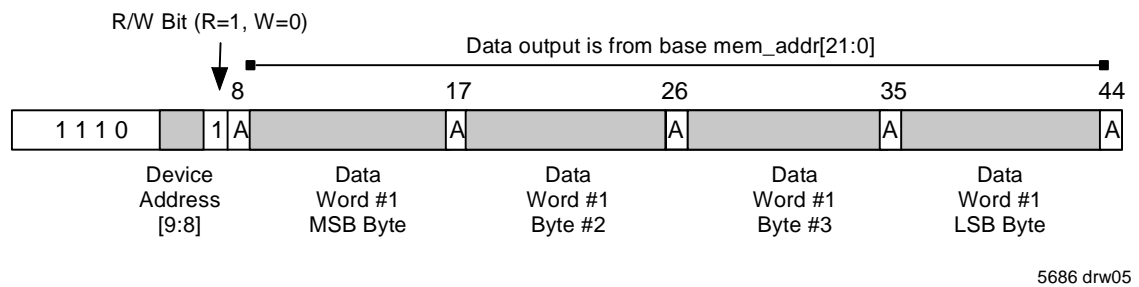 R/W Bit (R=1, W=0)
Data output is from base mem_addr[21:0]
8 17 26 35 44
1 1 1 0 1 A A A A A
Device Address [9:8]
Data Word #1 MSB Byte
Data Word #1 Byte #2
Data Word #1 Byte #3
Data Word #1 LSB Byte
5686 drw05